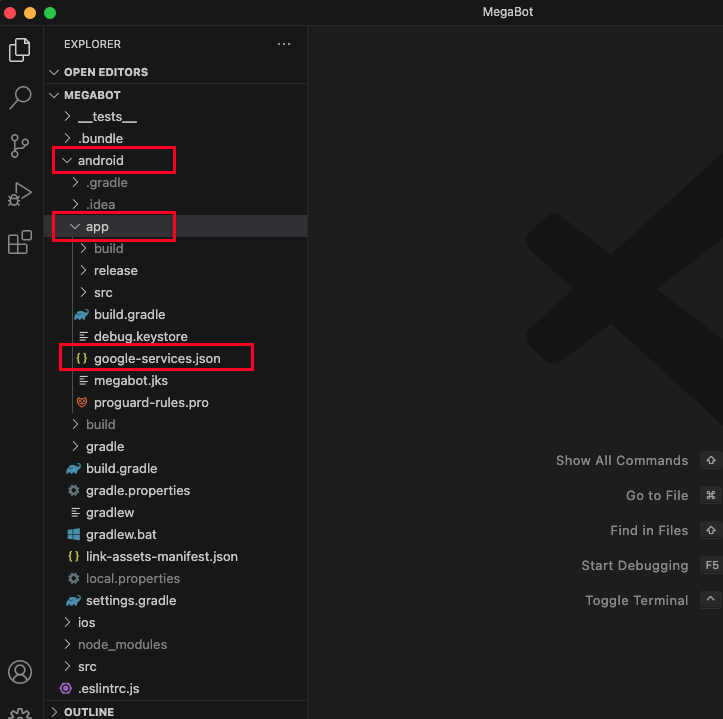 MegaBot
EXPLORER
OPEN EDITORS
MEGABOT
__tests__
.bundle
android
.gradle
.idea
app
build
release
src
build.gradle
debug.keystore
google-services.json
megabot.jks
proguard-rules.pro
build
gradle
build.gradle
gradle.properties
gradlew
gradlew.bat
link-assets-manifest.json
local.properties
settings.gradle
ios
node_modules
src
.eslintrc.js
OUTLINE
Show All Commands ⇧
Go to File ⌘
Find in Files ⇧
Start Debugging F5
Toggle Terminal ^